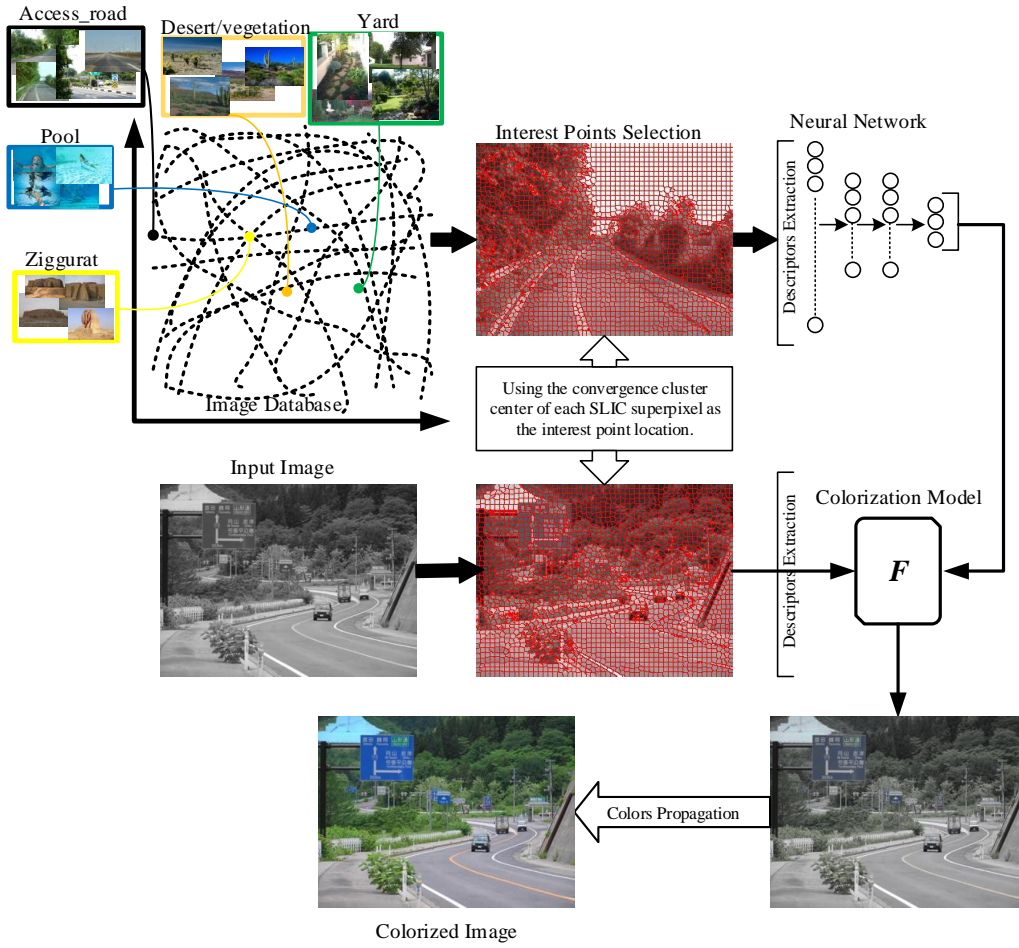 Access_road
Desert/vegetation
Yard
Pool
Ziggurat
Image Database
Interest Points Selection
Neural Network
Descriptors Extraction
Using the convergence cluster
center of each SLIC superpixel as
the interest point location.
Input Image
Descriptors Extraction
Colorization Model
F
Colors Propagation
Colorized Image